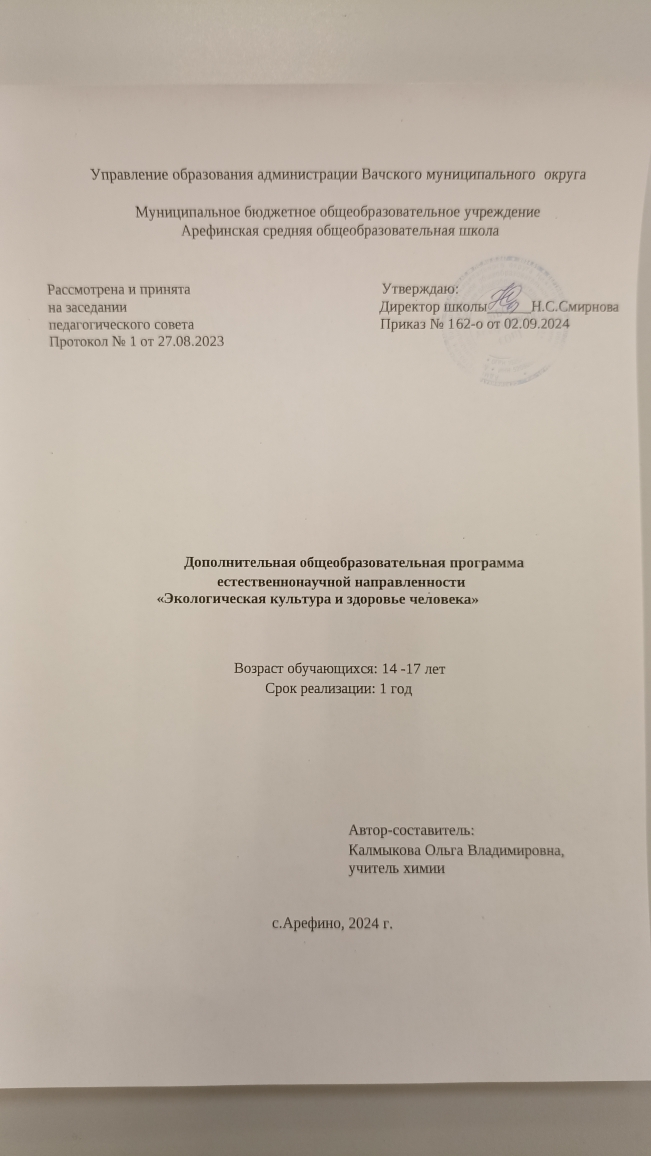 Управление образования администрации Вачского муниципального округа
Муниципальное бюджетное общеобразовательное учреждение
Арефинская средняя общеобразовательная школа
Рассмотрена и принята
на заседании
педагогического совета
Протокол № 1 от 27.08.2023
Утверждаю:
Директор школы______Н.С.Смирнова
Приказ № 162-о от 02.09.2024
Дополнительная общеобразовательная программа
естественнонаучной направленности
«Экологическая культура и здоровье человека»
Возраст обучающихся: 14 -17 лет
Срок реализации: 1 год
Автор-составитель:
Калмыкова Ольга Владимировна,
учитель химии
с.Арефино, 2024 г.